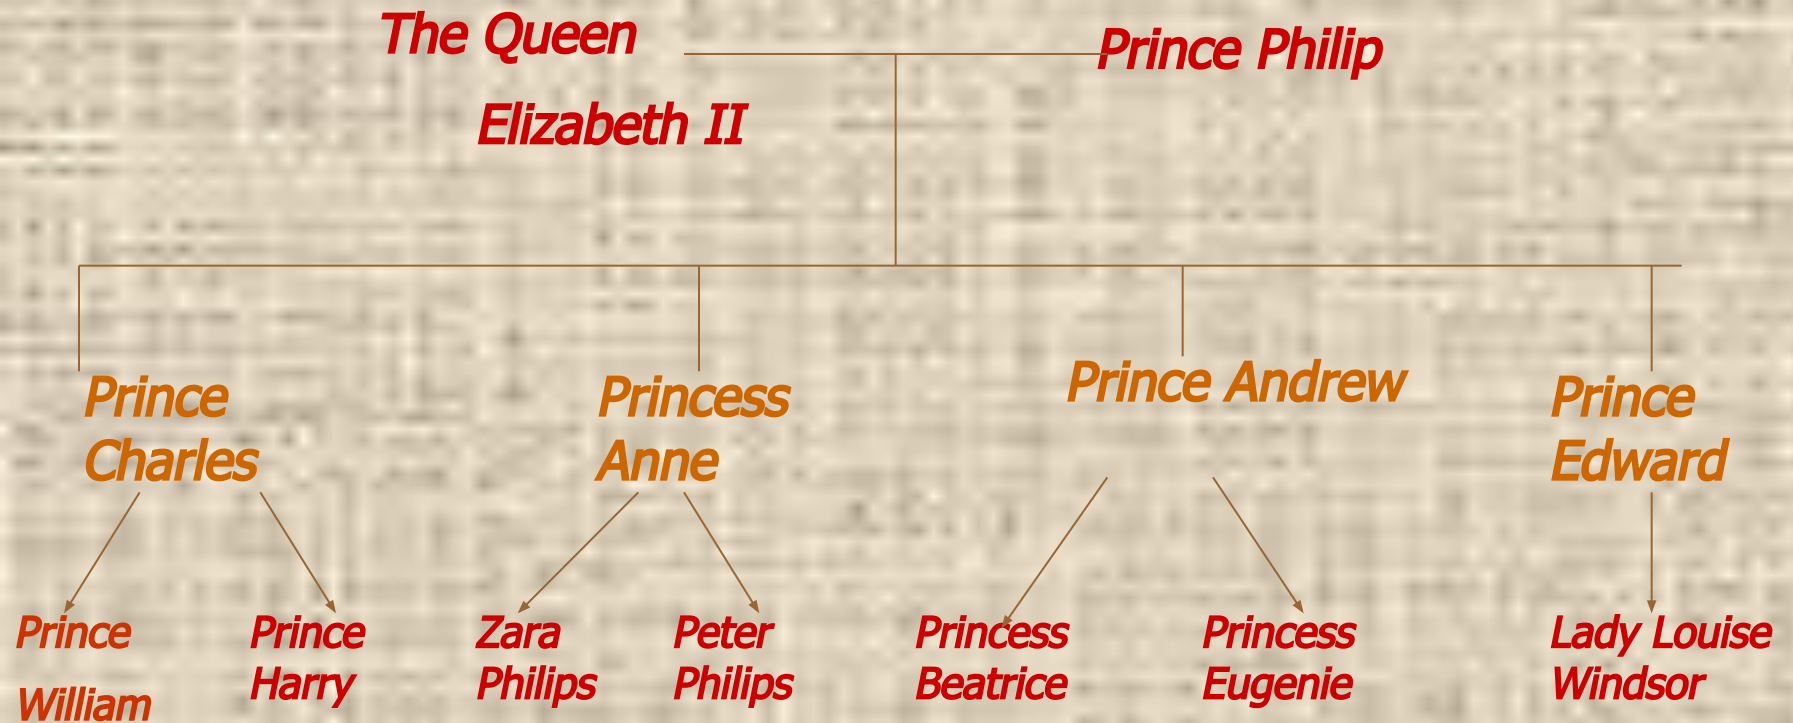 The Queen
Elizabeth II
Prince Philip
Prince
Charles
Princess
Anne
Prince Andrew
Prince
Edward
Prince
William
Prince
Harry
Zara
Philips
Peter
Philips
Princess
Beatrice
Princess
Eugenie
Lady Louise
Windsor